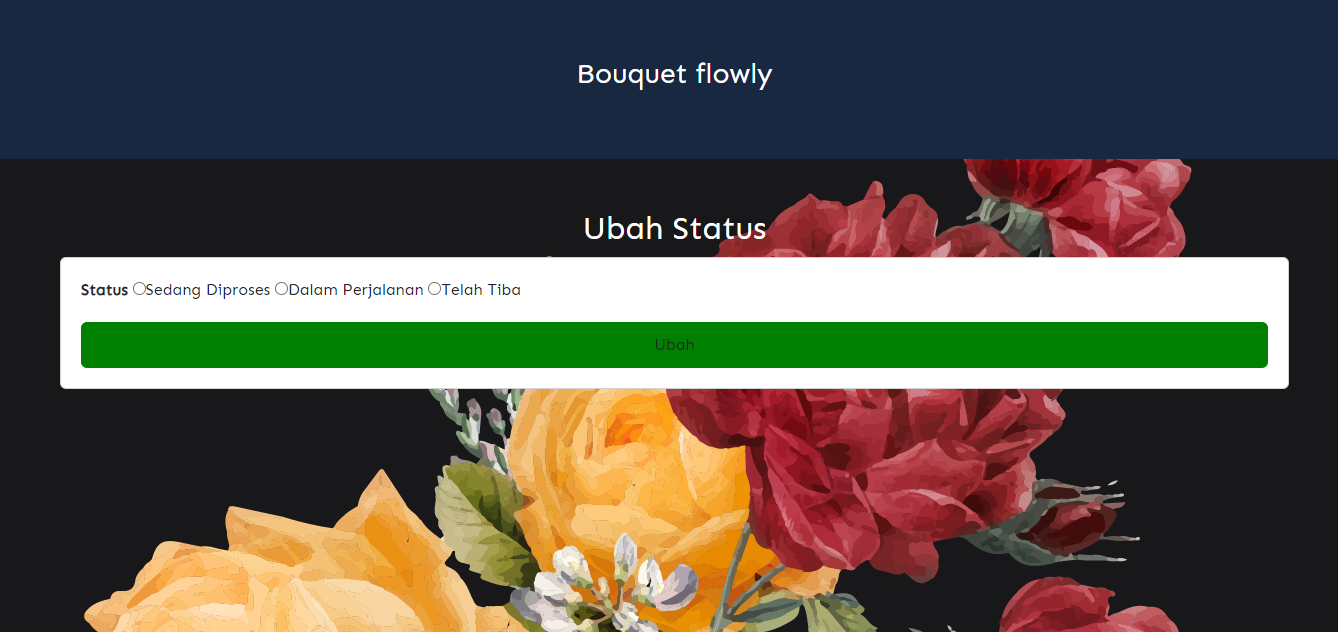 Bouquet flowly
Ubah Status
Status Sedang Diproses Dalam Perjalanan Telah Tiba
Ubah